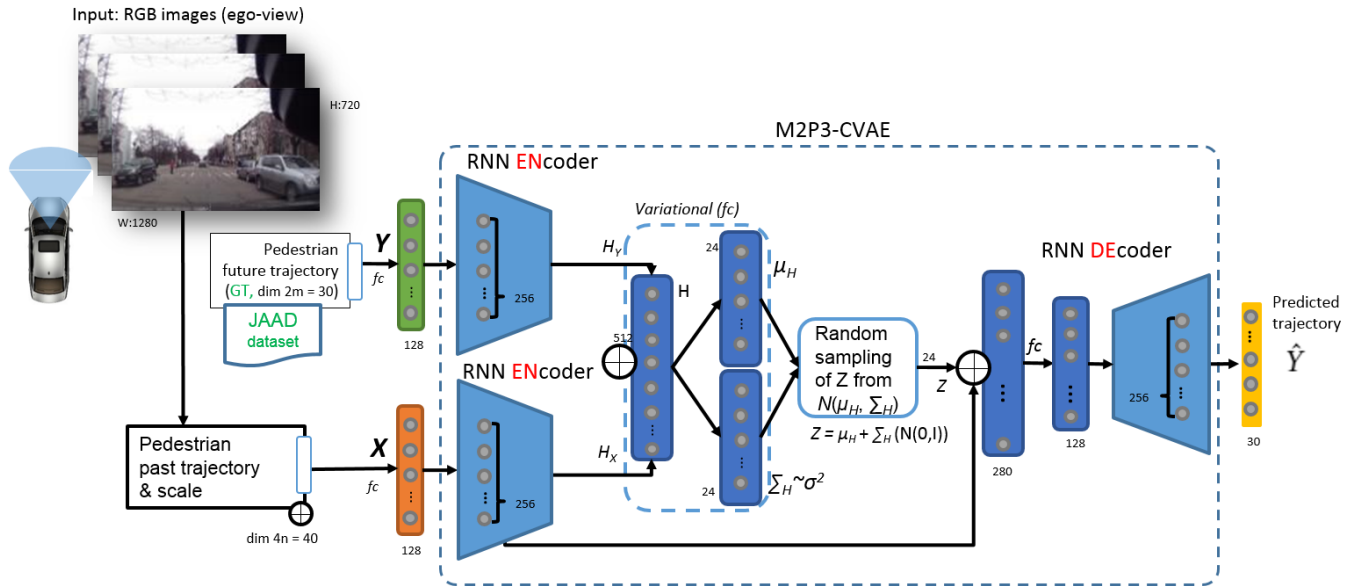 Input: RGB images (ego-view)
H:720
W:1280
M2P3-CVAE
RNN ENcoder
Pedestrian
future trajectory
(GT, dim 2m = 30)
JAAD
dataset
Y
fc
128
256
H_Y
Variational (fc)
24
μ_H
H
512
RNN ENcoder
Pedestrian
past trajectory
& scale
dim 4n = 40
X
fc
128
256
H_X
24
∑_H~σ²
Random
sampling
of Z from
N(μ_H, ∑_H)
Z = μ_H + ∑_H (N(0,I))
24
Z
280
fc
128
RNN DEcoder
256
Predicted
trajectory
Ŷ
30